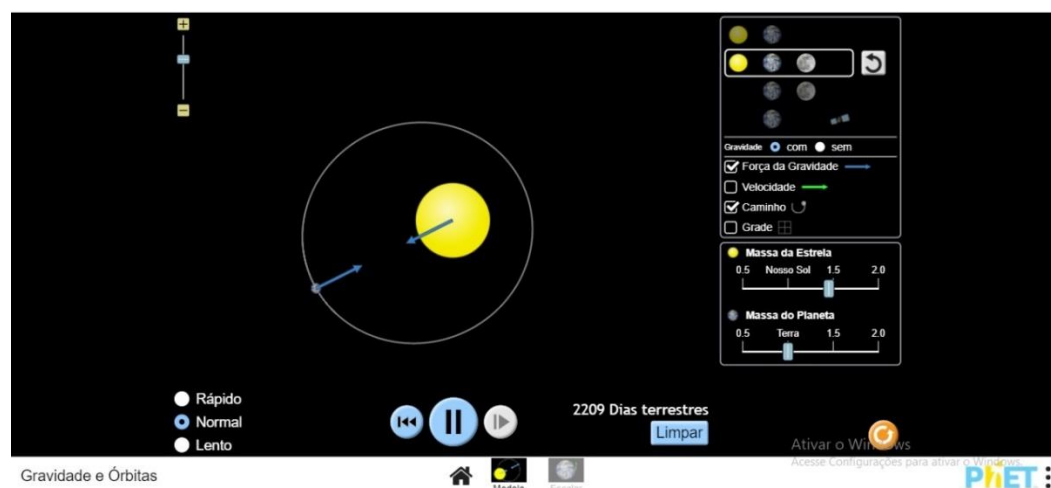 Gravidade com sem
Força da Gravidade
Velocidade
Caminho
Grade
Massa da Estrela
0.5 Nosso Sol 1.5 2.0
Massa do Planeta
0.5 Terra 1.5 2.0
Rápido
Normal
Lento
2209 Dias terrestres
Limpar
Ativar o Windows
Acesse Configurações para ativar o Windows.
Gravidade e Órbitas
Modelo
PhET